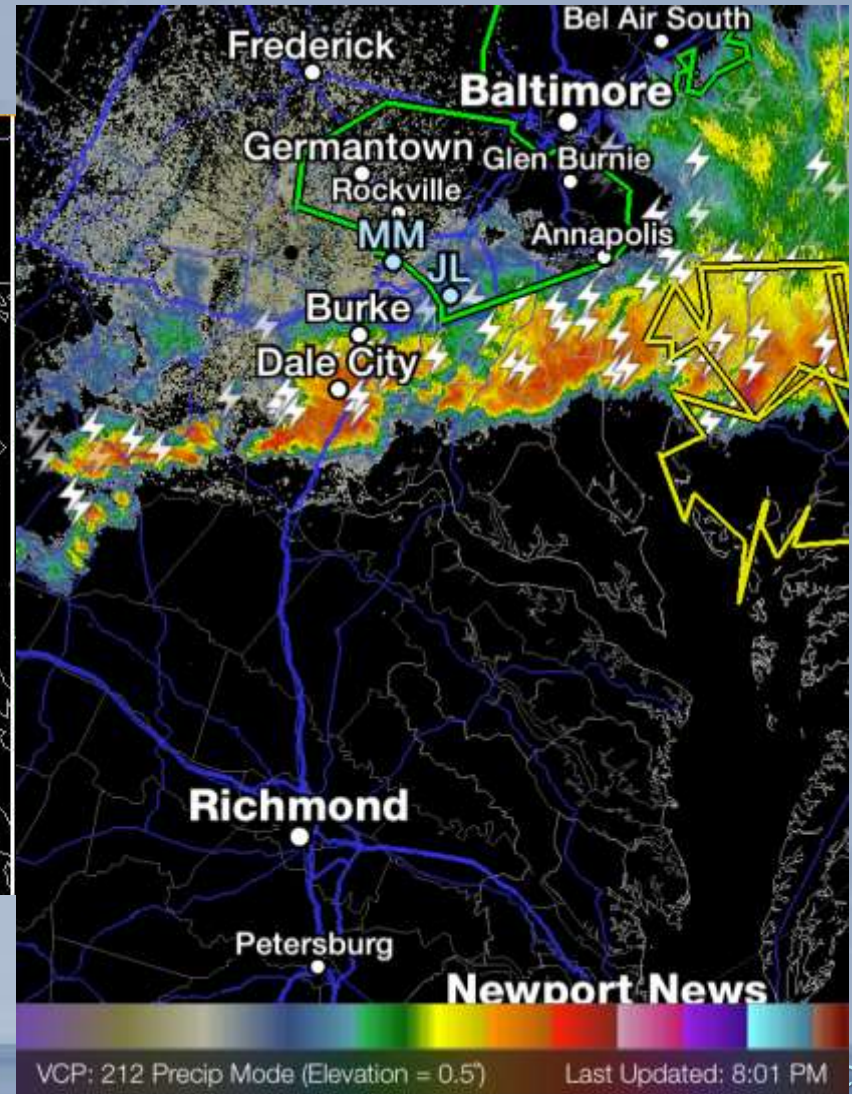 Bel Air South
Frederick
Baltimore
Germantown
Glen Burnie
Rockville
MM
Annapolis
JL
Burke
Dale City
Richmond
Petersburg
Newport News
VCP: 212 Precip Mode (Elevation = 0.5°)
Last Updated: 8:01 PM